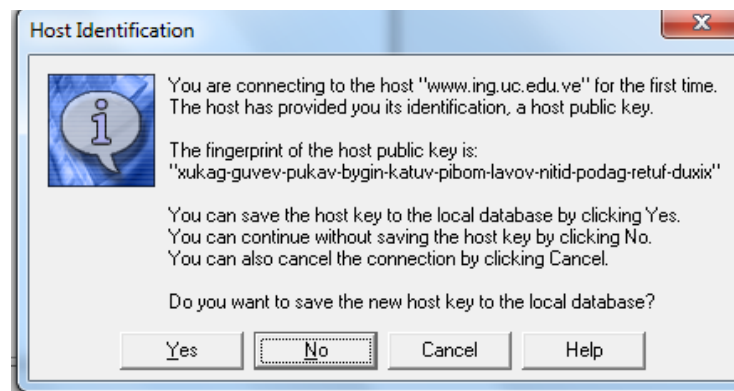 Host Identification
You are connecting to the host "www.ing.uc.edu.ve" for the first time.
The host has provided you its identification, a host public key.
The fingerprint of the host public key is:
"xukag-guvev-pukav-bygin-katuv-pibom-lavov-nitid-podag-retuf-duxix"
You can save the host key to the local database by clicking Yes.
You can continue without saving the host key by clicking No.
You can also cancel the connection by clicking Cancel.
Do you want to save the new host key to the local database?
Yes No Cancel Help